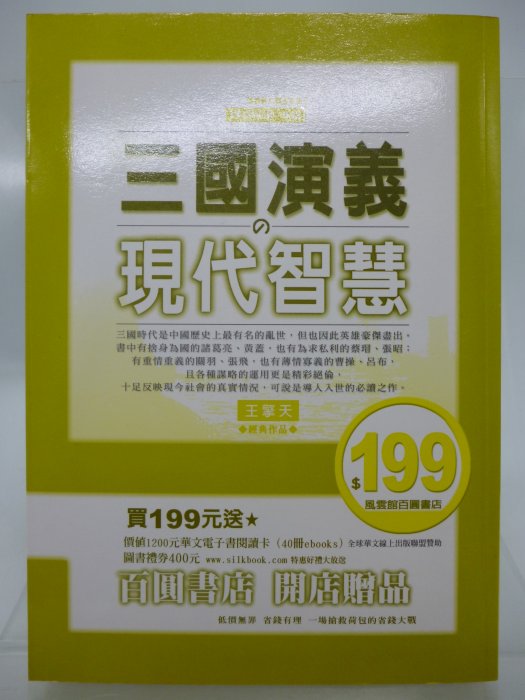 三國演義
の
現代智慧
三國時代是中國歷史上最有名的亂世，但也因此英雄豪傑盡出。
書中有捨身為國的諸葛亮、黃蓋，也有為求私利的蔡瑁、張昭；
有重情重義的關羽、張飛，也有薄情寡義的曹操、呂布，
且各種謀略的運用更是精彩絕倫，
十足反映現今社會的真實情況，可說是導人入世的必讀之作。
王擎天
◆經典作品◆
$199
風雲館百圓書店
買199元送★
價值1200元華文電子書閱讀卡（40冊ebooks）全球華文線上出版聯盟贊助
圖書禮券400元 www.silkbook.com 特惠好禮大放送
百圓書店 開店贈品
低價無罪 省錢有理 一場搶救荷包的省錢大戰